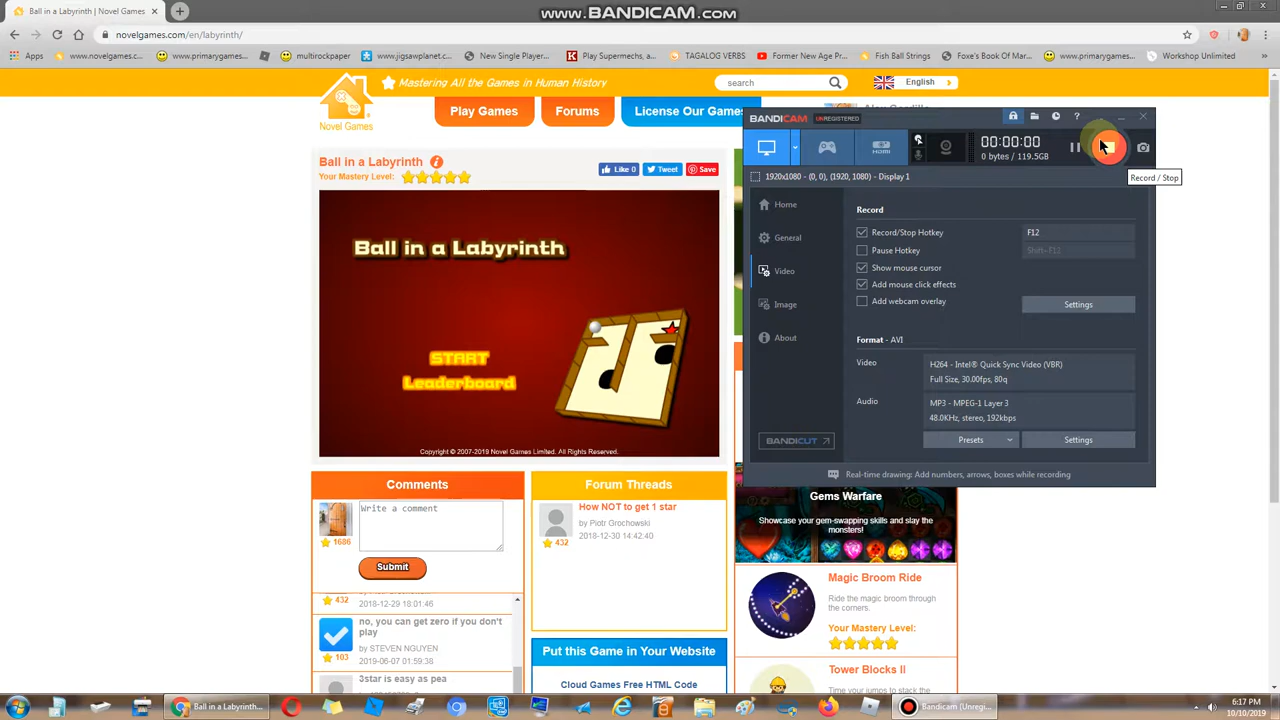 www.BANDICAM.com
Ball in a Labyrinth | Novel Games
novelgames.com/en/labyrinth/
Apps
www.primarygames...
multirockpaper
www.jigsawplanet.c...
New Single Player...
www.primarygames...
Play Supermechs, a...
TAGALOG VERBS
Former New Age Pr...
Fish Ball Strings
Foxe's Book Of Mar...
Workshop Unlimited
Mastering All the Games in Human History
search
English
Novel Games
Play Games
Forums
License Our Games
BANDICAM
UNREGISTERED
00:00:00
0 bytes / 119.5GB
HDMI
Record / Stop
1920x1080 - (0, 0), (1920, 1080) - Display 1
Home
General
Video
Image
About
BANDICUT
Record
Record/Stop Hotkey
F12
Pause Hotkey
Shift+F12
Show mouse cursor
Add mouse click effects
Add webcam overlay
Settings
Format - AVI
Video
H264 - Intel® Quick Sync Video (VBR)
Full Size, 30.00fps, 80q
Audio
MP3 - MPEG-1 Layer 3
48.0KHz, stereo, 192kbps
Presets
Settings
Real-time drawing: Add numbers, arrows, boxes while recording
Ball in a Labyrinth
Your Mastery Level:
Like 0
Tweet
Save
Ball in a Labyrinth
START
Leaderboard
Copyright © 2007-2019 Novel Games Limited. All Rights Reserved.
Comments
Write a comment
1686
Submit
432
2018-12-29 18:01:46
no, you can get zero if you don't
play
by STEVEN NGUYEN
103
2019-06-07 01:59:38
3star is easy as pea
Forum Threads
How NOT to get 1 star
by Piotr Grochowski
432
2018-12-30 14:42:40
Put this Game in Your Website
Cloud Games Free HTML Code
Gems Warfare
Showcase your gem-swapping skills and slay the
monsters!
Magic Broom Ride
Ride the magic broom through
the corners.
Your Mastery Level:
Tower Blocks II
Time your jumps to stack the
Ball in a Labyrinth...
Bandicam (Unregi...
6:17 PM
10/10/2019